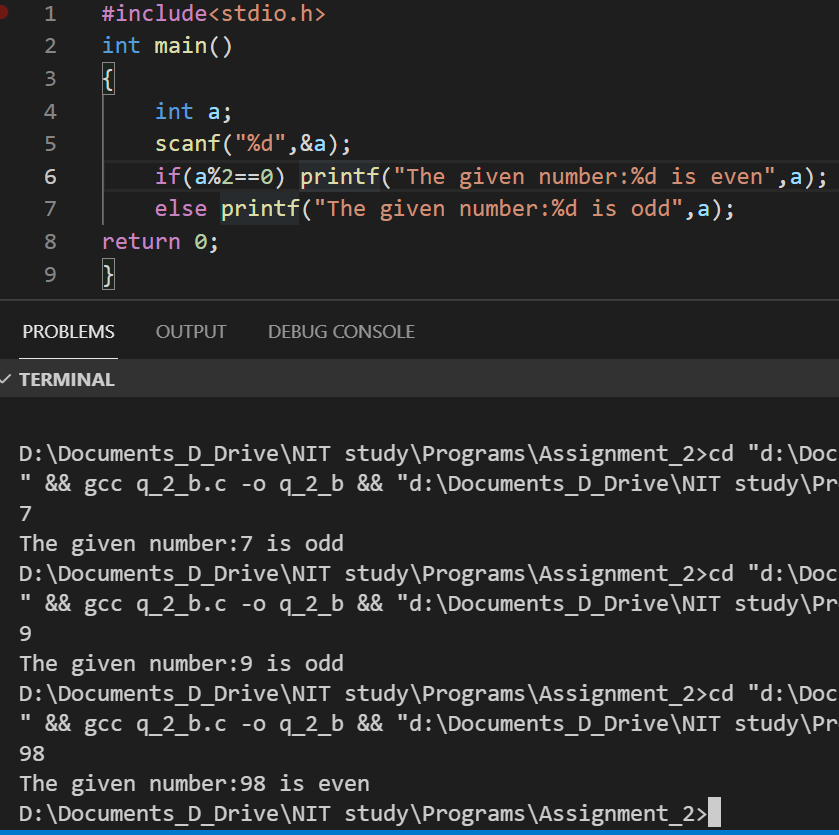 1 #include<stdio.h>
2 int main()
3 {
4 int a;
5 scanf("%d",&a);
6 if(a%2==0) printf("The given number:%d is even",a);
7 else printf("The given number:%d is odd",a);
8 return 0;
9 }
PROBLEMS OUTPUT DEBUG CONSOLE
TERMINAL
D:\Documents_D_Drive\NIT study\Programs\Assignment_2>cd "d:\Doc
" && gcc q_2_b.c -o q_2_b && "d:\Documents_D_Drive\NIT study\Pr
7
The given number:7 is odd
D:\Documents_D_Drive\NIT study\Programs\Assignment_2>cd "d:\Doc
" && gcc q_2_b.c -o q_2_b && "d:\Documents_D_Drive\NIT study\Pr
9
The given number:9 is odd
D:\Documents_D_Drive\NIT study\Programs\Assignment_2>cd "d:\Doc
" && gcc q_2_b.c -o q_2_b && "d:\Documents_D_Drive\NIT study\Pr
98
The given number:98 is even
D:\Documents_D_Drive\NIT study\Programs\Assignment_2>